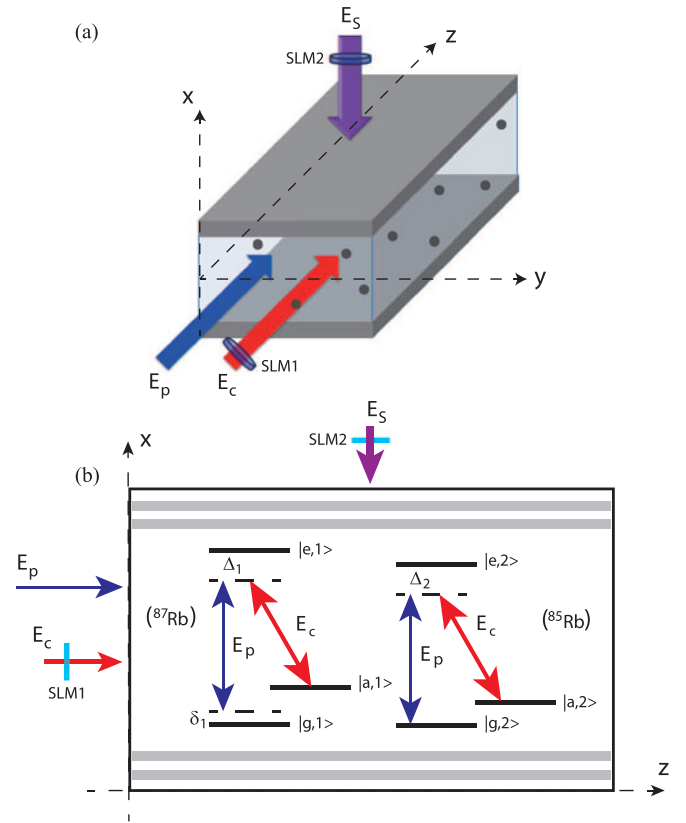 (a)
E_S
SLM2
z
x
y
E_p
E_c
SLM1
E_S
SLM2
x
(b)
|e,1>
|e,2>
Δ_1
Δ_2
E_p
(⁸⁷Rb)
E_c
E_c
(⁸⁵Rb)
E_p
E_p
E_c
SLM1
|a,1>
|a,2>
δ_1
|g,1>
|g,2>
z